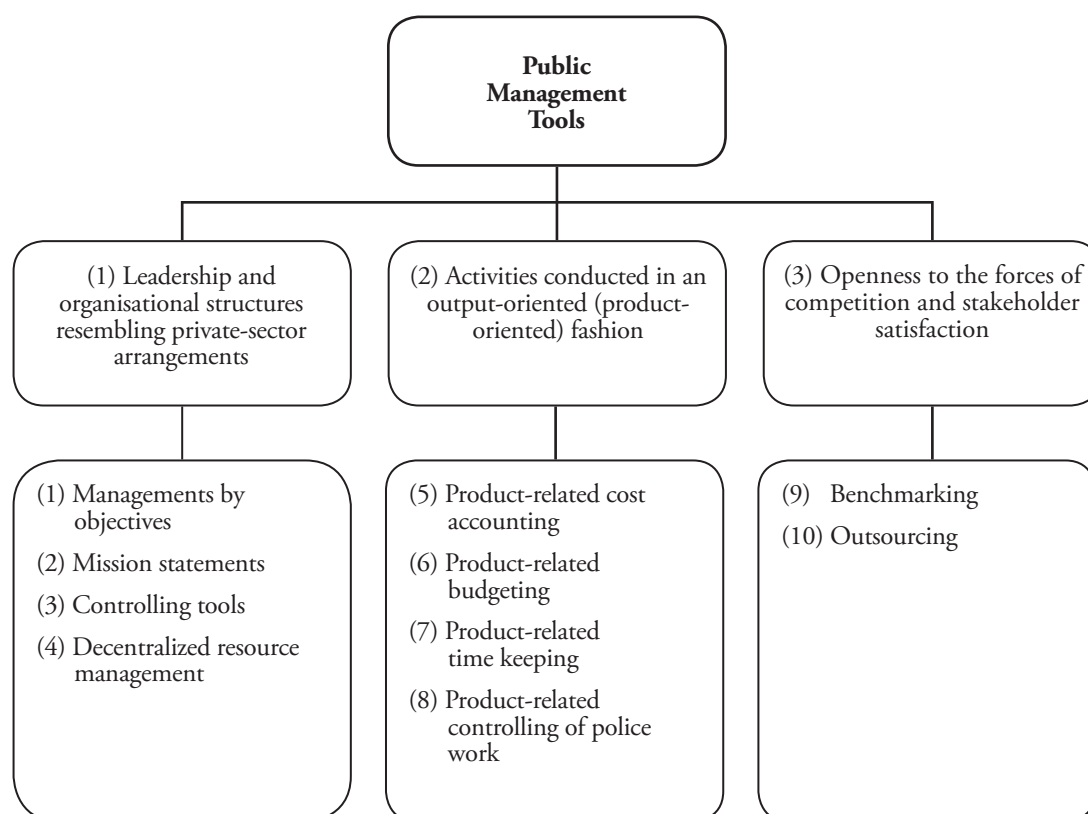 Public
Management
Tools
(1) Leadership and
organisational structures
resembling private-sector
arrangements
(2) Activities conducted in an
output-oriented (product-
oriented) fashion
(3) Openness to the forces of
competition and stakeholder
satisfaction
(1) Managements by
objectives
(2) Mission statements
(3) Controlling tools
(4) Decentralized resource
management
(5) Product-related cost
accounting
(6) Product-related
budgeting
(7) Product-related
time keeping
(8) Product-related
controlling of police
work
(9) Benchmarking
(10) Outsourcing